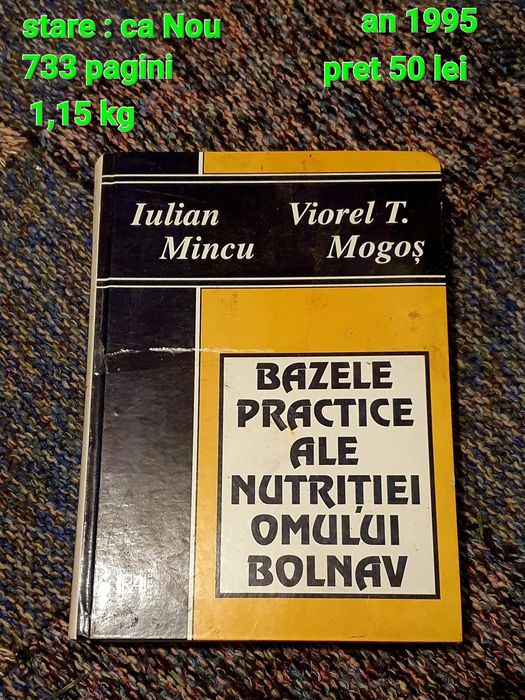 stare : ca Nou
an 1995
733 pagini
pret 50 lei
1,15 kg
Iulian Mincu
Viorel T. Mogoș
BAZELE
PRACTICE
ALE
NUTRIȚIEI
OMULUI
BOLNAV